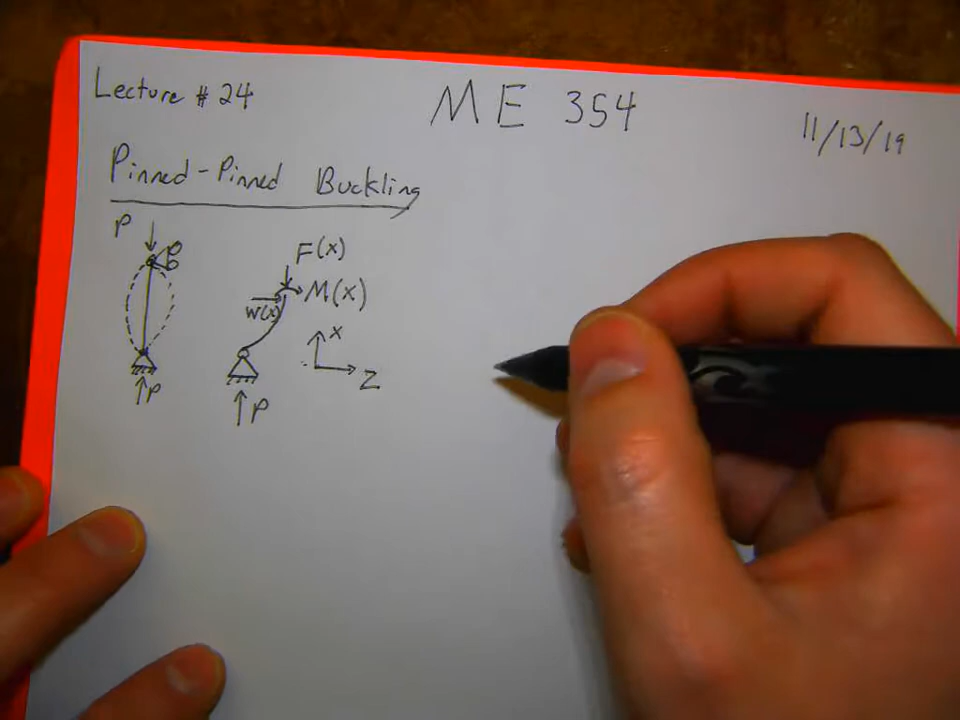 Lecture # 24
ME 354
11/13/19
Pinned-Pinned Buckling
P
F(x)
M(x)
W(x)
x
z
P
P